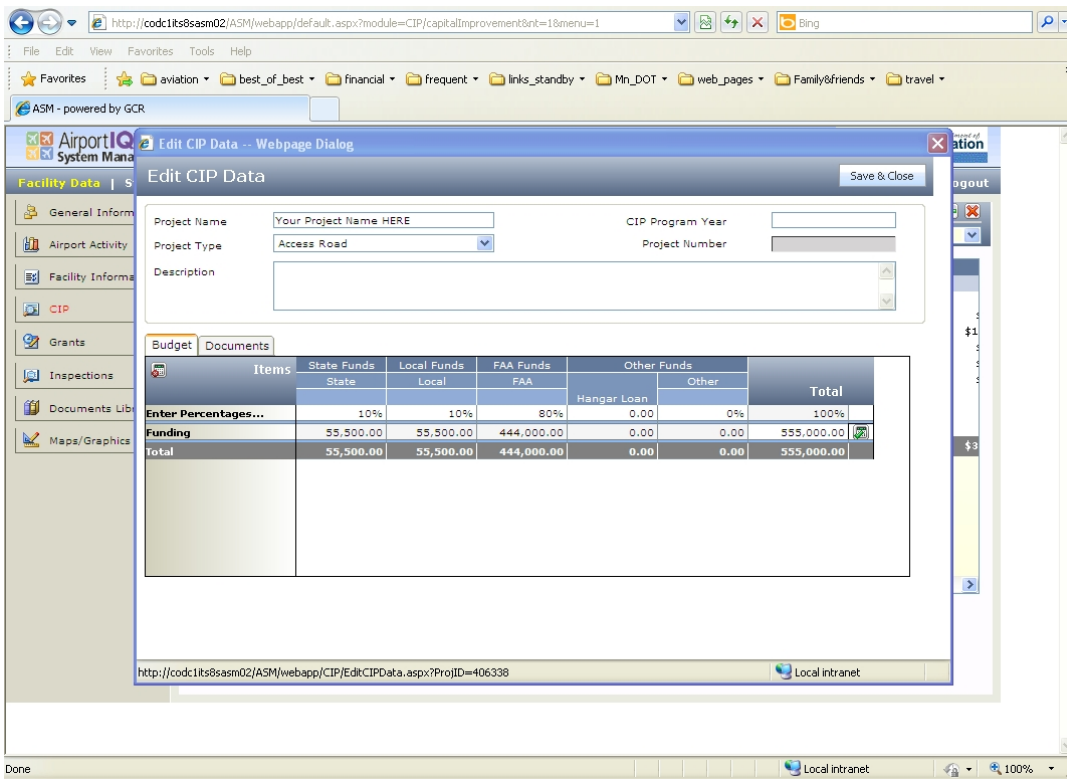 http://codc1its8sasm02/ASM/webapp/default.aspx?module=CIP/capitalImprovement&nt=1&menu=1
Bing
File Edit View Favorites Tools Help
Favorites aviation best_of_best financial frequent links_standby Mn_DOT web_pages Family&friends travel
ASM - powered by GCR
AirportIQ
System Mana
Edit CIP Data -- Webpage Dialog
ation
Facility Data | S
ogout
Edit CIP Data
Save & Close
General Inform
Airport Activity
Facility Informa
CIP
Grants
Inspections
Documents Libr
Maps/Graphics
Project Name Your Project Name HERE CIP Program Year
Project Type Access Road Project Number
Description
Budget Documents
Items State Funds Local Funds FAA Funds Other Funds
State Local FAA Hangar Loan Other Total
Enter Percentages... 10% 10% 80% 0.00 0% 100%
Funding 55,500.00 55,500.00 444,000.00 0.00 0.00 555,000.00
Total 55,500.00 55,500.00 444,000.00 0.00 0.00 555,000.00
$1
$3
http://codc1its8sasm02/ASM/webapp/CIP/EditCIPData.aspx?ProjID=406338 Local intranet
Done Local intranet 100%